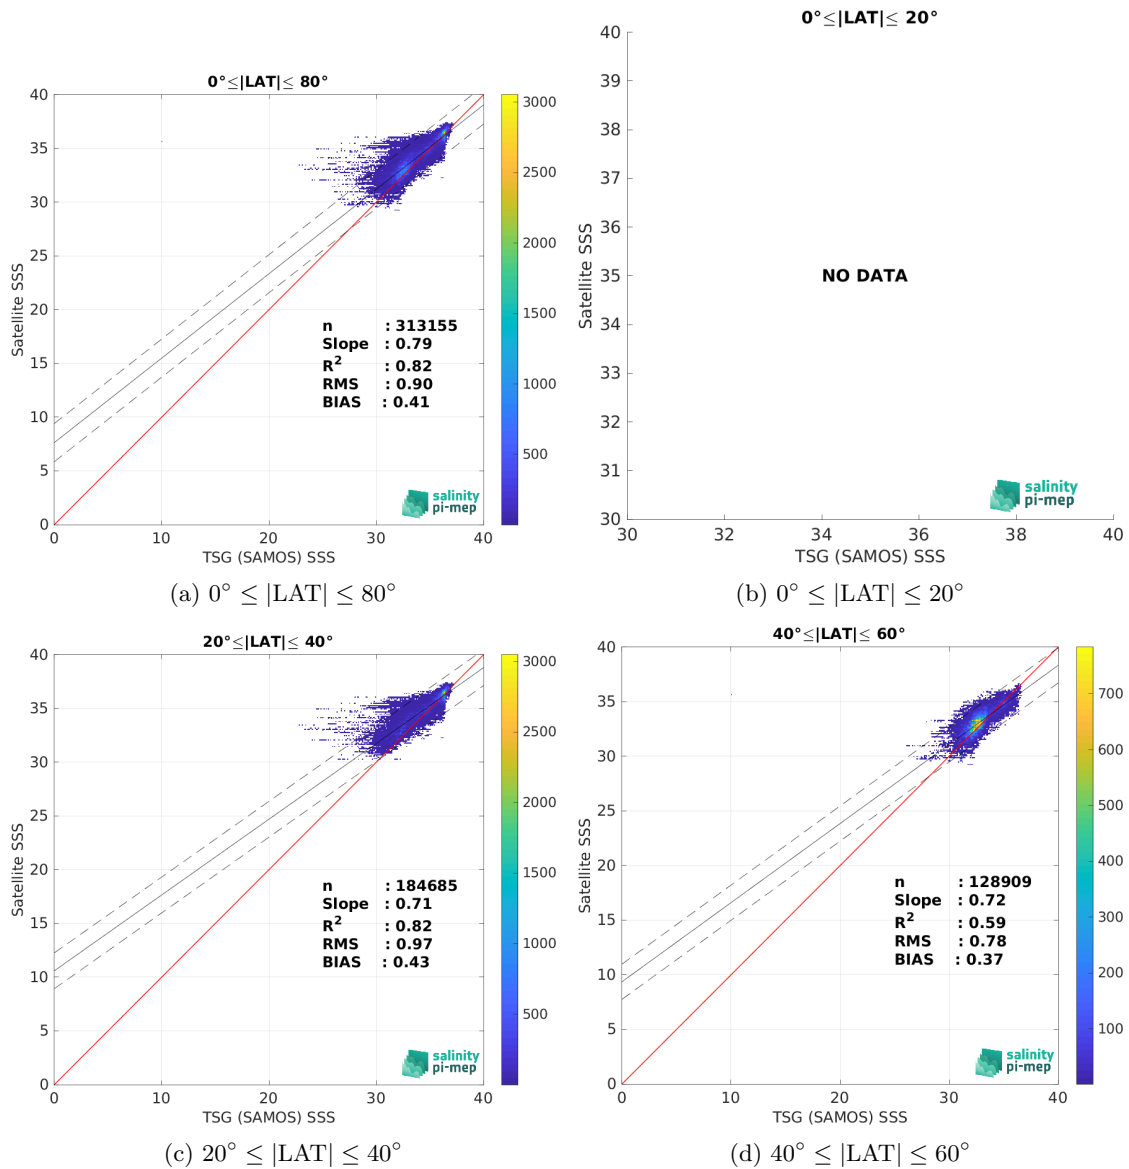 0°≤|LAT|≤ 80°
Satellite SSS
40
35
30
25
20
15
10
5
0
0
10
20
30
40
TSG (SAMOS) SSS
n : 313155
Slope : 0.79
R² : 0.82
RMS : 0.90
BIAS : 0.41
salinity
pi-mep
3000
2500
2000
1500
1000
500
(a) 0° ≤ |LAT| ≤ 80°
0°≤|LAT|≤ 20°
Satellite SSS
40
39
38
37
36
35
34
33
32
31
30
NO DATA
salinity
pi-mep
30
32
34
36
38
40
TSG (SAMOS) SSS
(b) 0° ≤ |LAT| ≤ 20°
20°≤|LAT|≤ 40°
Satellite SSS
40
35
30
25
20
15
10
5
0
0
10
20
30
40
TSG (SAMOS) SSS
n : 184685
Slope : 0.71
R² : 0.82
RMS : 0.97
BIAS : 0.43
salinity
pi-mep
3000
2500
2000
1500
1000
500
(c) 20° ≤ |LAT| ≤ 40°
40°≤|LAT|≤ 60°
Satellite SSS
40
35
30
25
20
15
10
5
0
0
10
20
30
40
TSG (SAMOS) SSS
n : 128909
Slope : 0.72
R² : 0.59
RMS : 0.78
BIAS : 0.37
salinity
pi-mep
700
600
500
400
300
200
100
(d) 40° ≤ |LAT| ≤ 60°